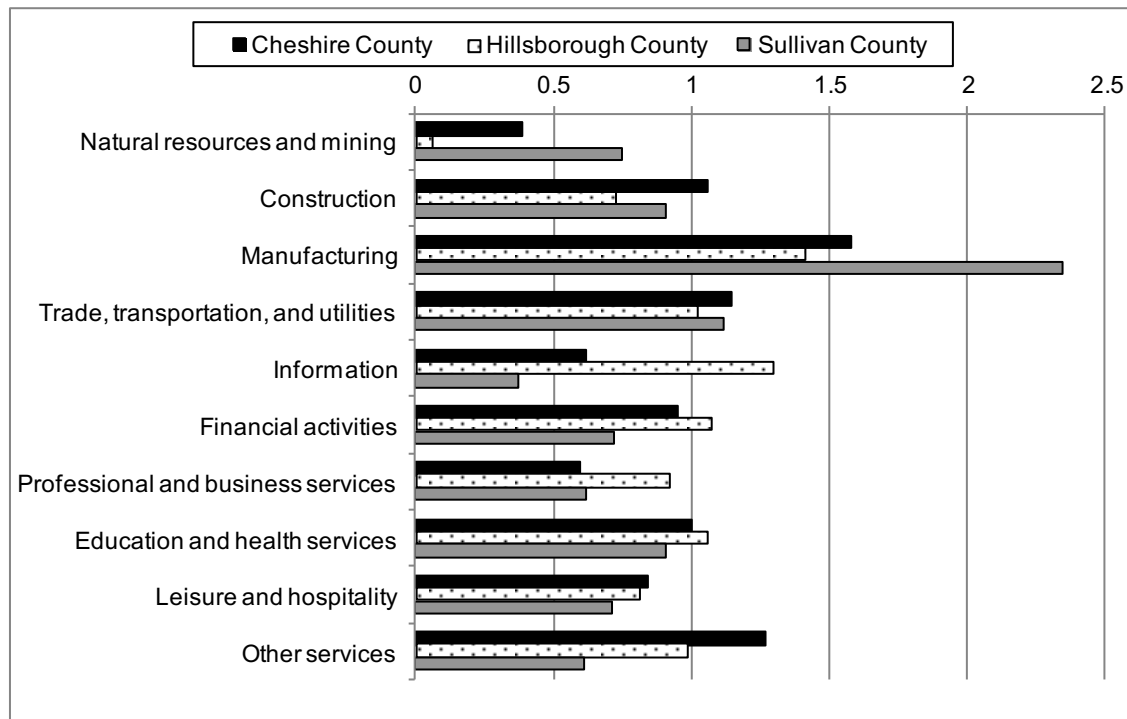 Cheshire County Hillsborough County Sullivan County
0 0.5 1 1.5 2 2.5
Natural resources and mining
Construction
Manufacturing
Trade, transportation, and utilities
Information
Financial activities
Professional and business services
Education and health services
Leisure and hospitality
Other services